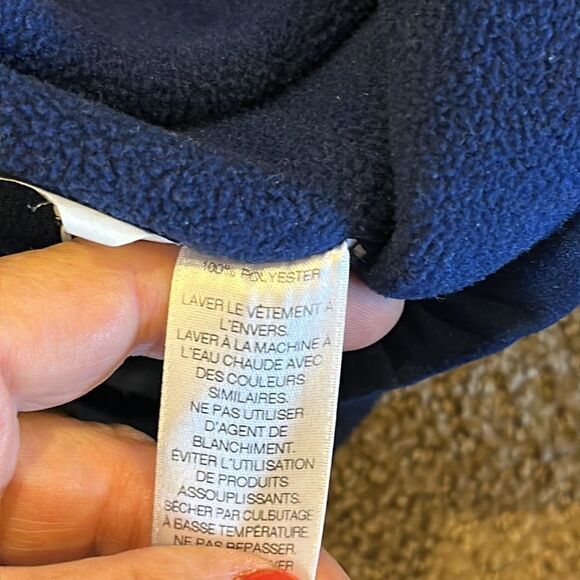 100% POLYESTER
LAVER LE VÊTEMENT À
L'ENVERS.
LAVER À LA MACHINE À
L'EAU CHAUDE AVEC
DES COULEURS
SIMILAIRES.
NE PAS UTILISER
D'AGENT DE
BLANCHIMENT.
ÉVITER L'UTILISATION
DE PRODUITS
ASSOUPLISSANTS.
SÉCHER PAR CULBUTAGE
À BASSE TEMPÉRATURE.
NE PAS REPASSER.